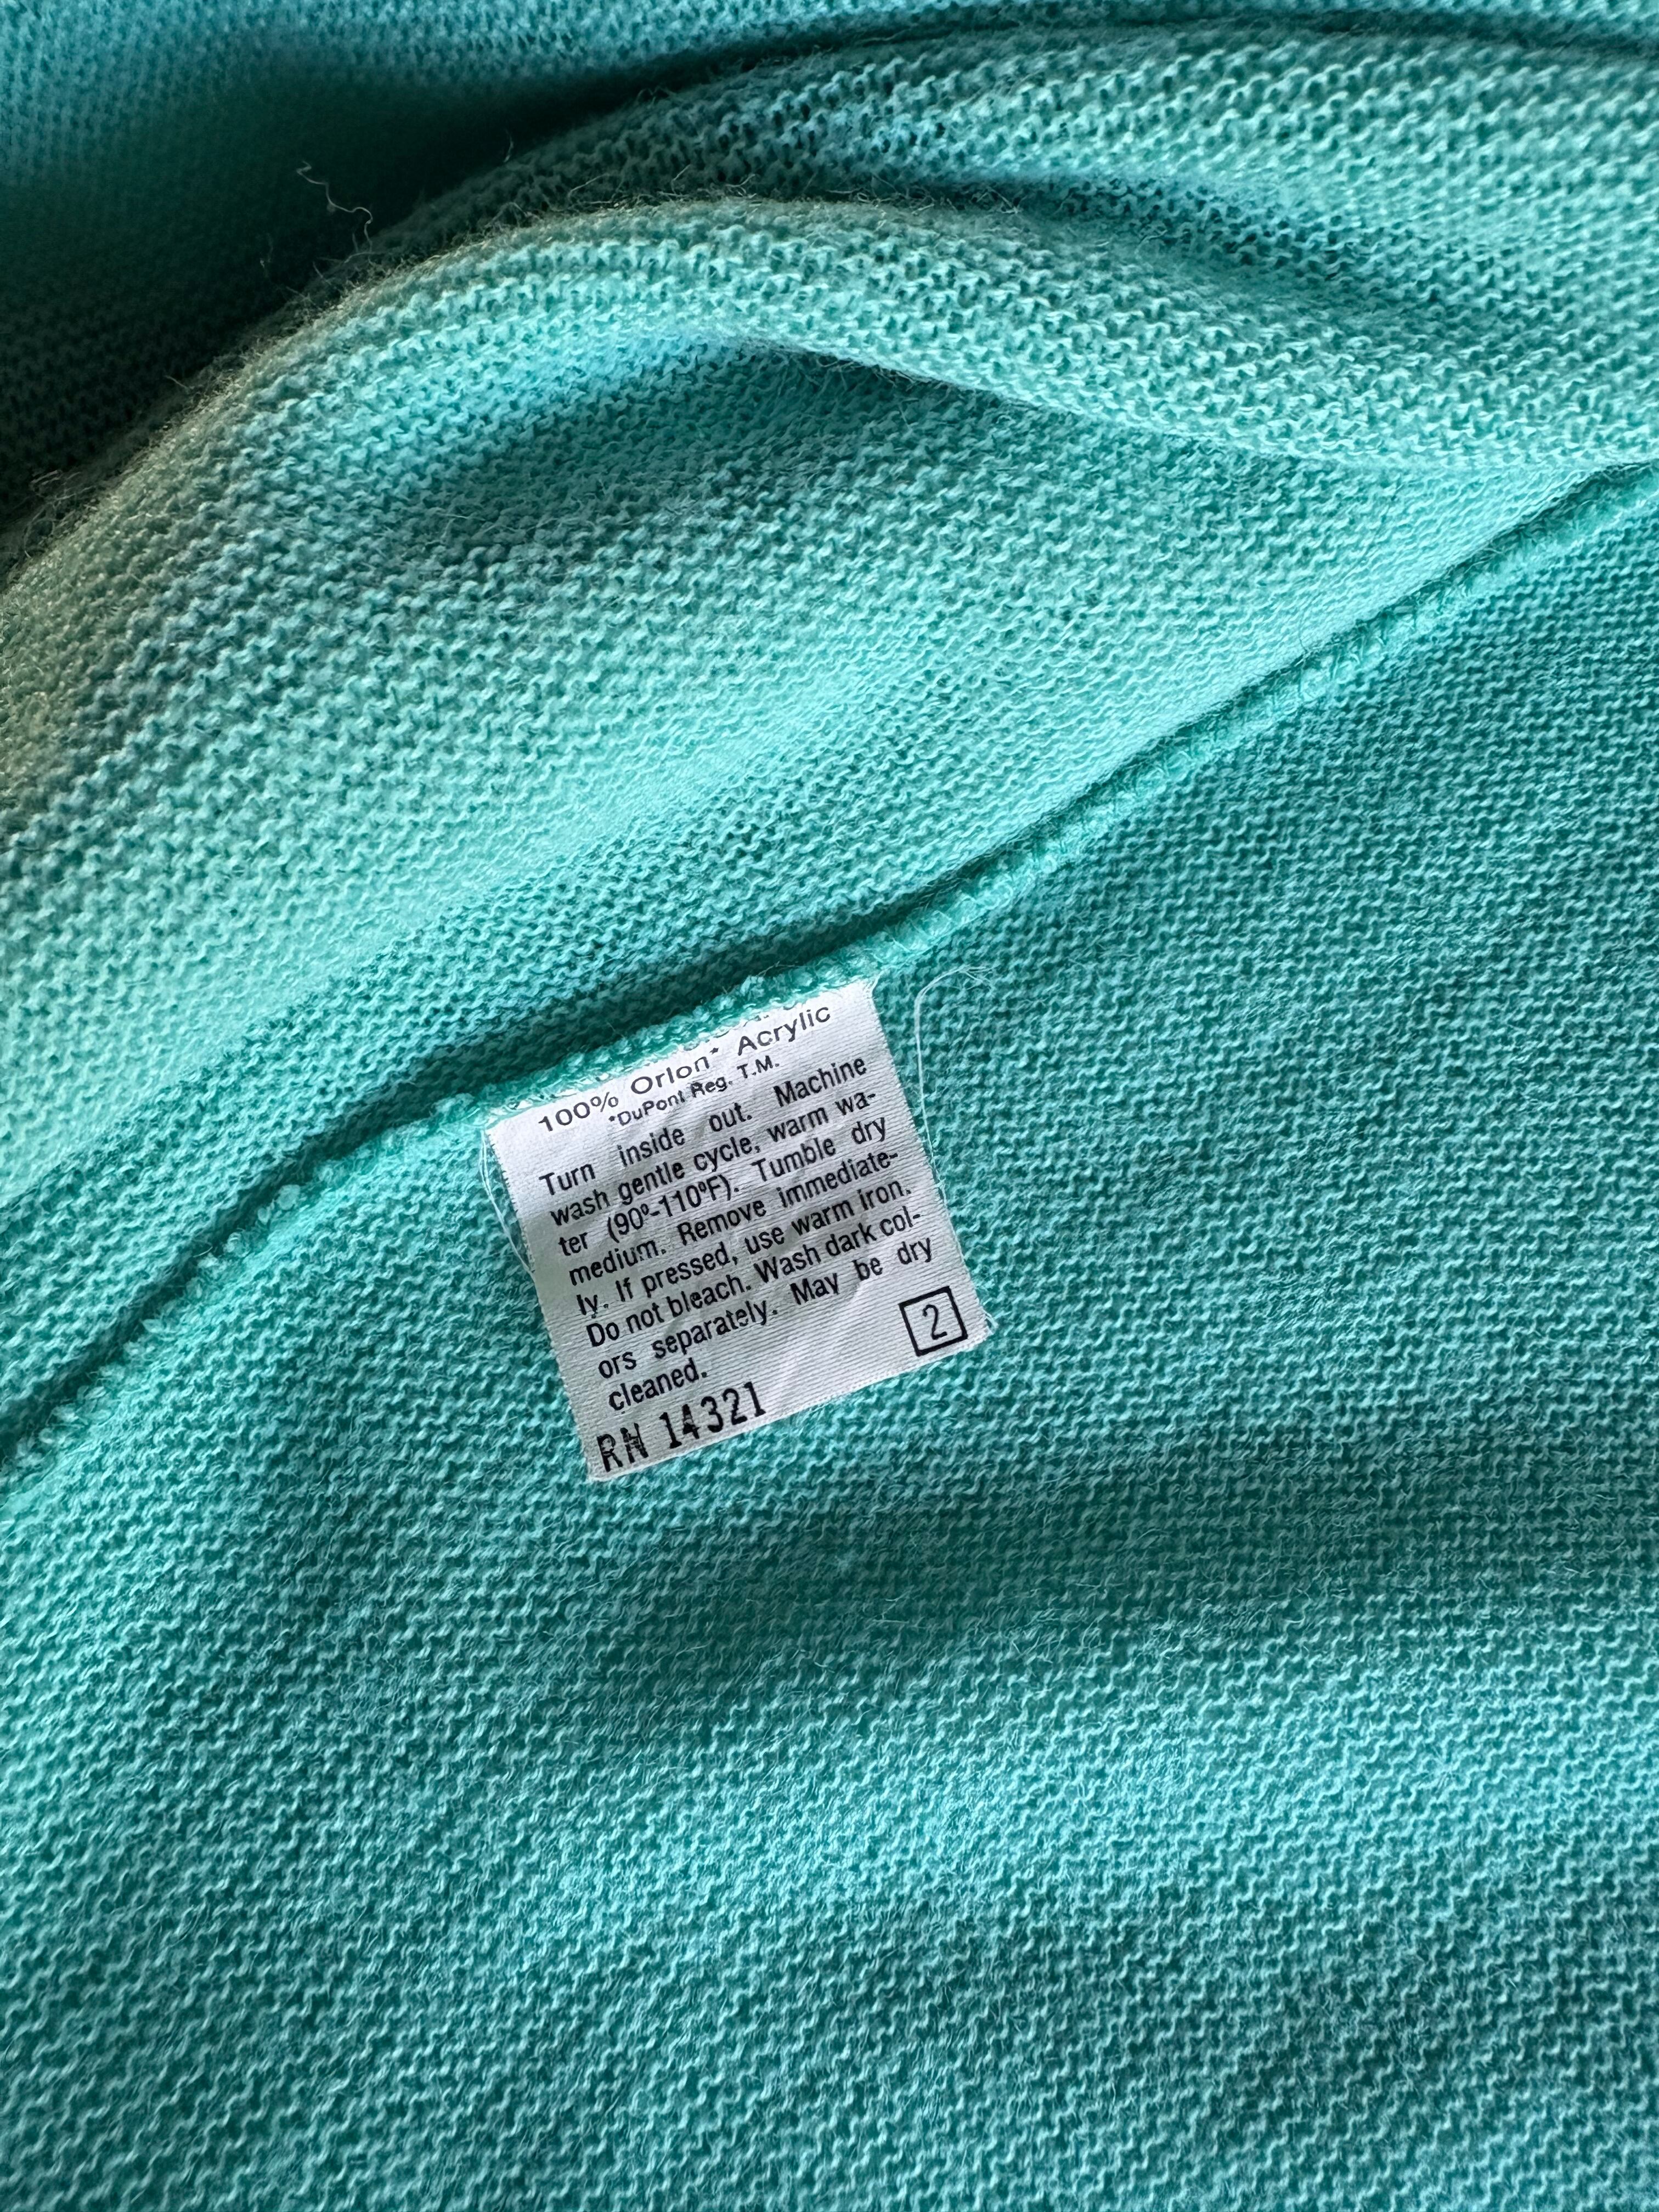 100% Orlon* Acrylic
*DuPont Reg. T.M.
Turn inside out. Machine
wash gentle cycle, warm wa-
ter (90º-110ºF). Tumble dry
medium. Remove immediate-
ly. If pressed, use warm iron.
Do not bleach. Wash dark col-
ors separately. May be dry
cleaned.
2
RN 14321